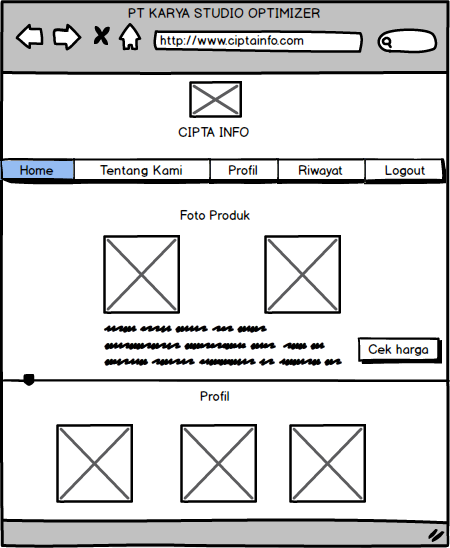 PT KARYA STUDIO OPTIMIZER
http://www.ciptainfo.com
CIPTA INFO
Home
Tentang Kami
Profil
Riwayat
Logout
Foto Produk
Cek harga
Profil